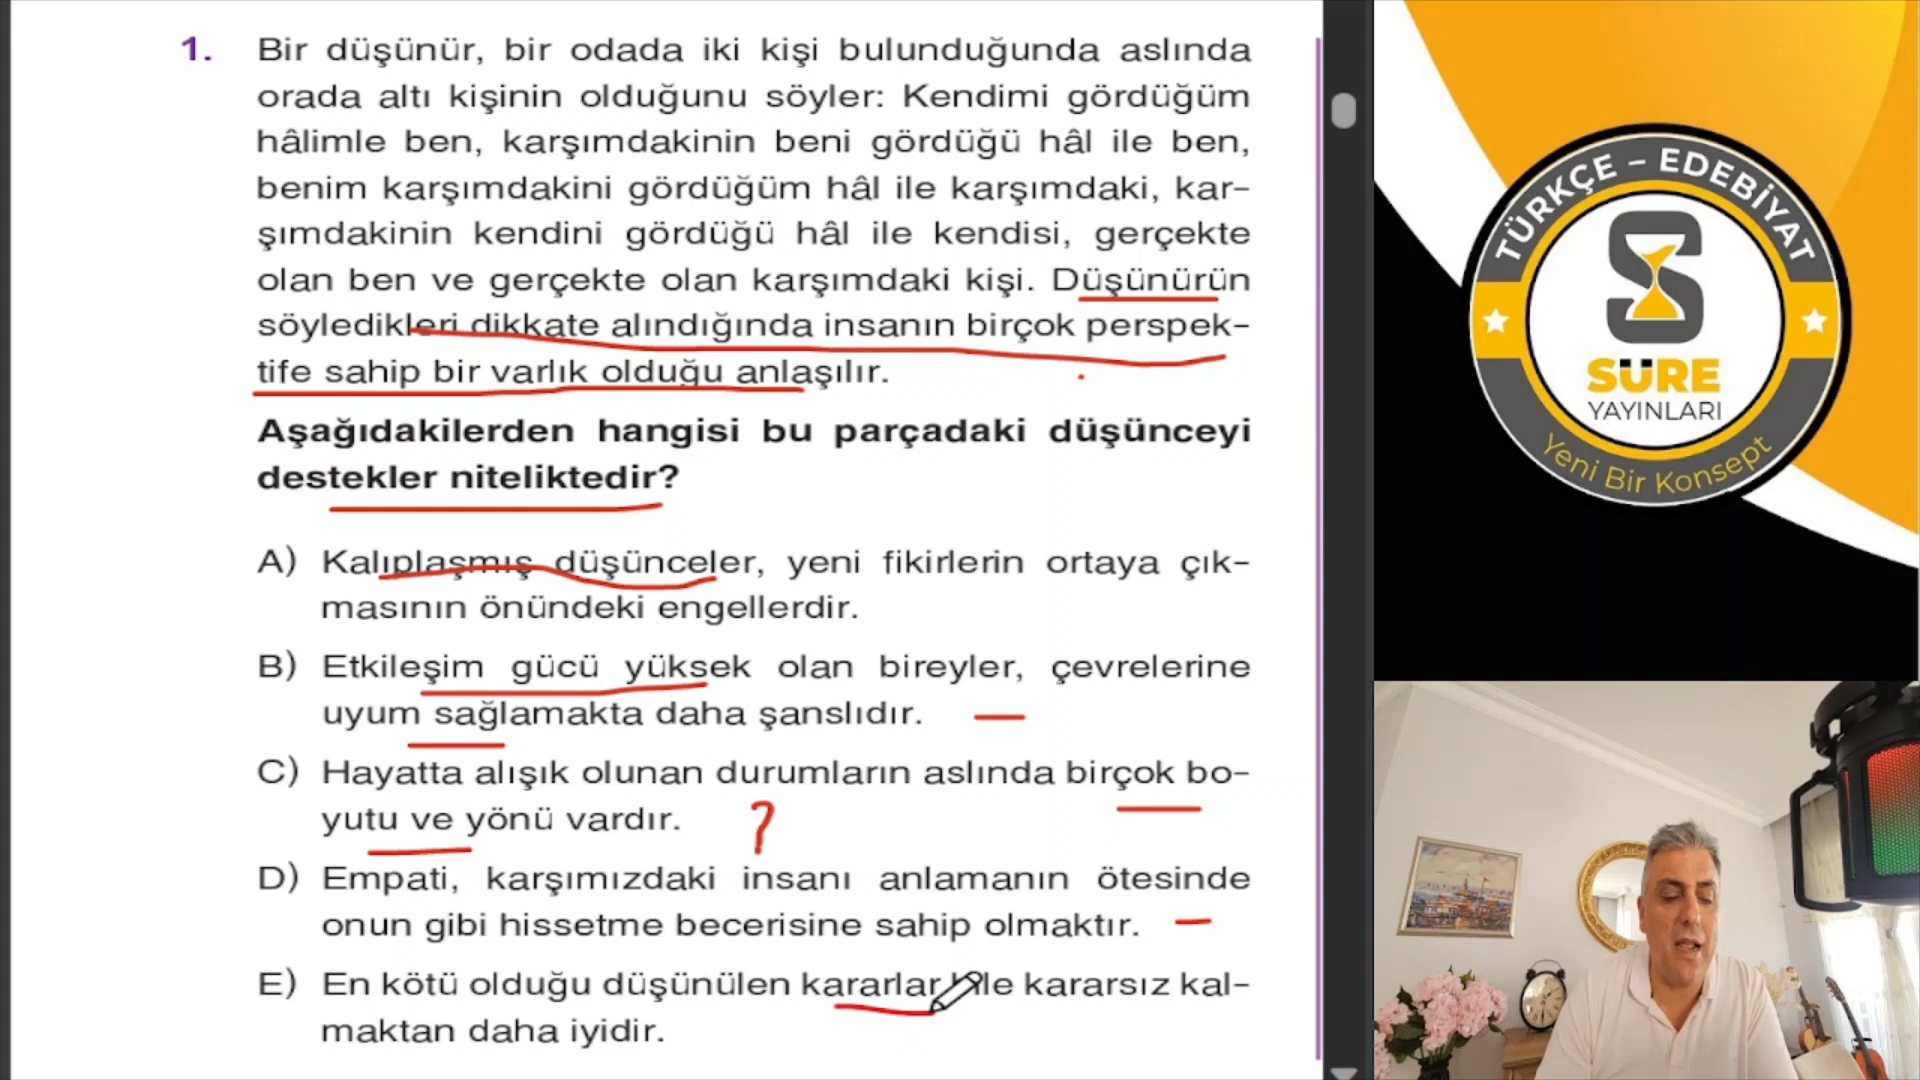 1. Bir düşünür, bir odada iki kişi bulunduğunda aslında
orada altı kişinin olduğunu söyler: Kendimi gördüğüm
hâlimle ben, karşımdakinin beni gördüğü hâl ile ben,
benim karşımdakini gördüğüm hâl ile karşımdaki, kar-
şımdakinin kendini gördüğü hâl ile kendisi, gerçekte
olan ben ve gerçekte olan karşımdaki kişi. Düşünürün
söyledikleri dikkate alındığında insanın birçok perspek-
tife sahip bir varlık olduğu anlaşılır.
Aşağıdakilerden hangisi bu parçadaki düşünceyi
destekler niteliktedir?
A) Kalıplaşmış düşünceler, yeni fikirlerin ortaya çık-
masının önündeki engellerdir.
B) Etkileşim gücü yüksek olan bireyler, çevrelerine
uyum sağlamakta daha şanslıdır.
C) Hayatta alışık olunan durumların aslında birçok bo-
yutu ve yönü vardır.
?
D) Empati, karşımızdaki insanı anlamanın ötesinde
onun gibi hissetme becerisine sahip olmaktır.
E) En kötü olduğu düşünülen kararlar kararsız kal-
maktan daha iyidir.
TÜRKÇE – EDEBİYAT
S
SÜRE
YAYINLARI
Yeni Bir Konsept